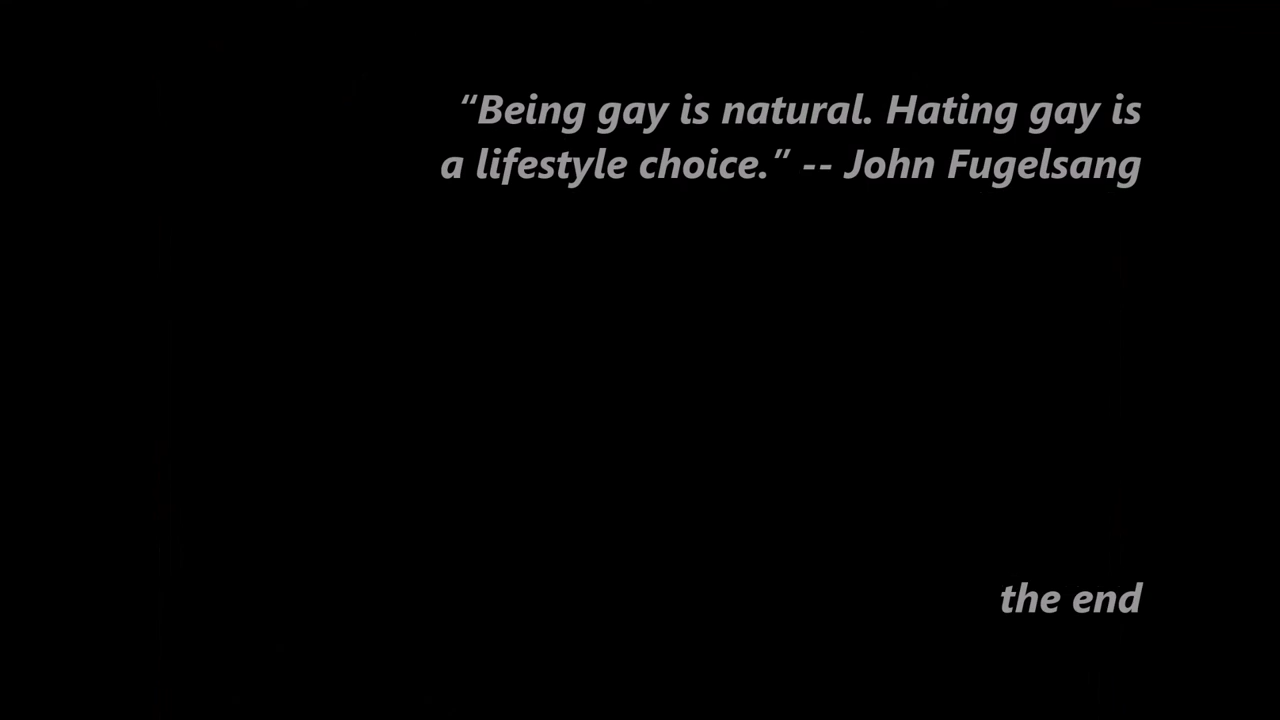 “Being gay is natural. Hating gay is
a lifestyle choice.” -- John Fugelsang
the end